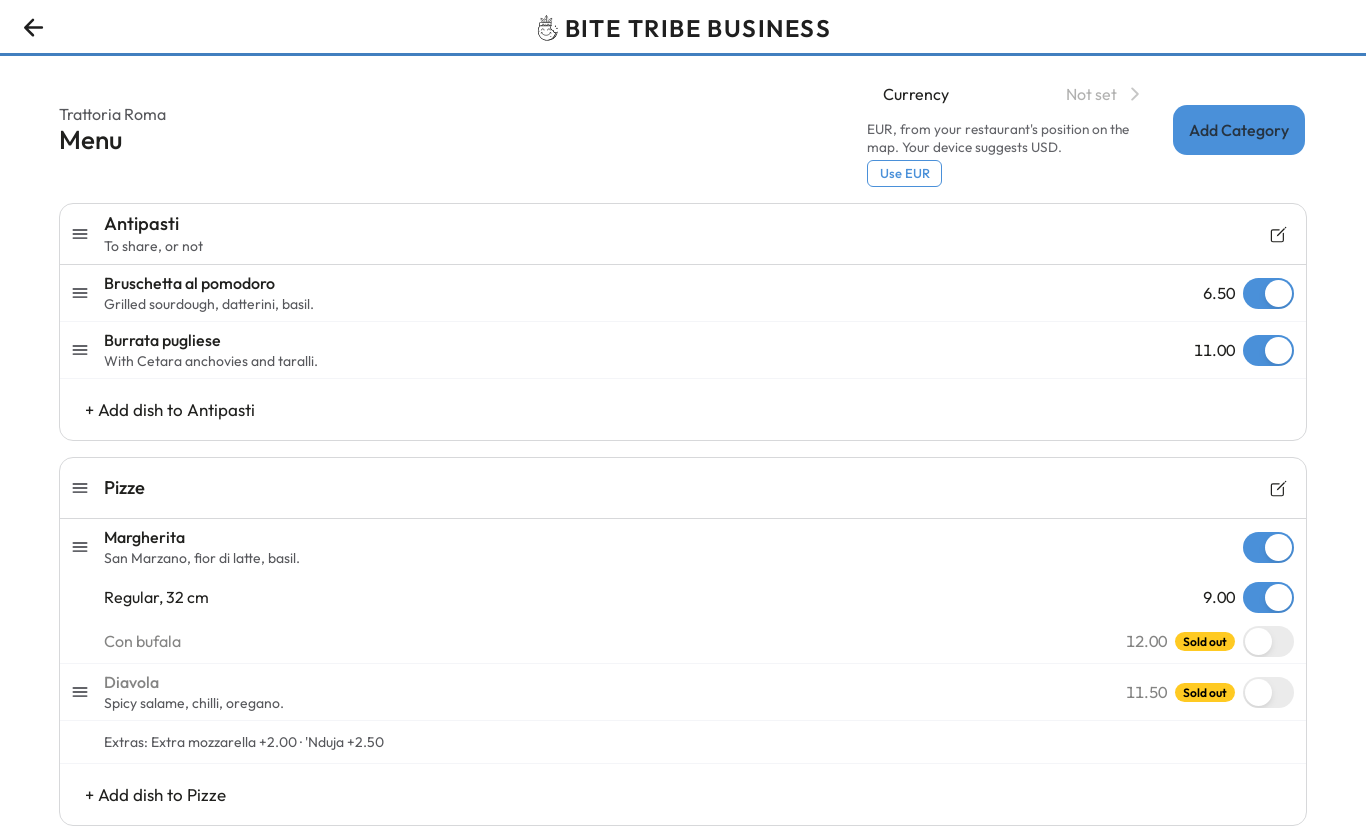 BITE TRIBE BUSINESS
Trattoria Roma
Menu
Currency
Not set
EUR, from your restaurant's position on the
map. Your device suggests USD.
Use EUR
Add Category
Antipasti
To share, or not
Bruschetta al pomodoro
Grilled sourdough, datterini, basil.
6.50
Burrata pugliese
With Cetara anchovies and taralli.
11.00
+ Add dish to Antipasti
Pizze
Margherita
San Marzano, fior di latte, basil.
Regular, 32 cm
9.00
Con bufala
12.00
Sold out
Diavola
Spicy salame, chilli, oregano.
11.50
Sold out
Extras: Extra mozzarella +2.00 · 'Nduja +2.50
+ Add dish to Pizze